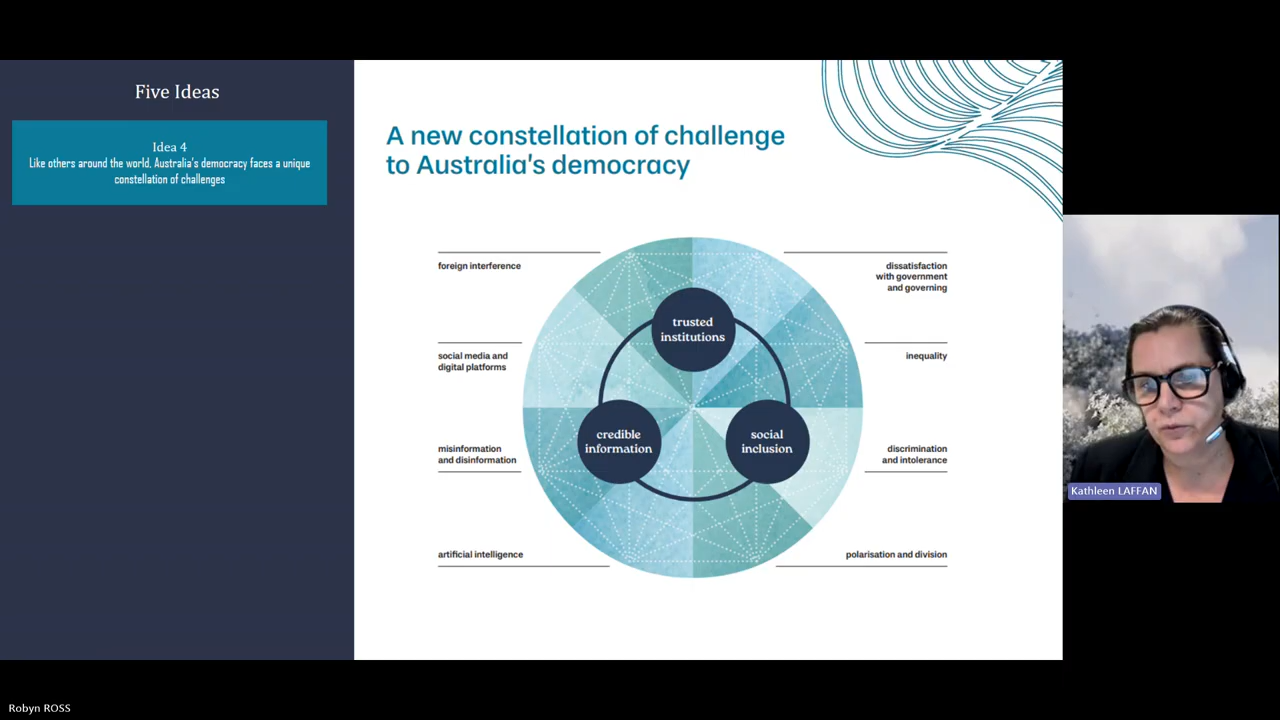 Five Ideas
Idea 4
Like others around the world, Australia's democracy faces a unique
constellation of challenges
A new constellation of challenge
to Australia's democracy
foreign interference
social media and
digital platforms
misinformation
and disinformation
artificial intelligence
trusted
institutions
credible
information
social
inclusion
dissatisfaction
with government
and governing
inequality
discrimination
and intolerance
polarisation and division
Kathleen LAFFAN
Robyn ROSS